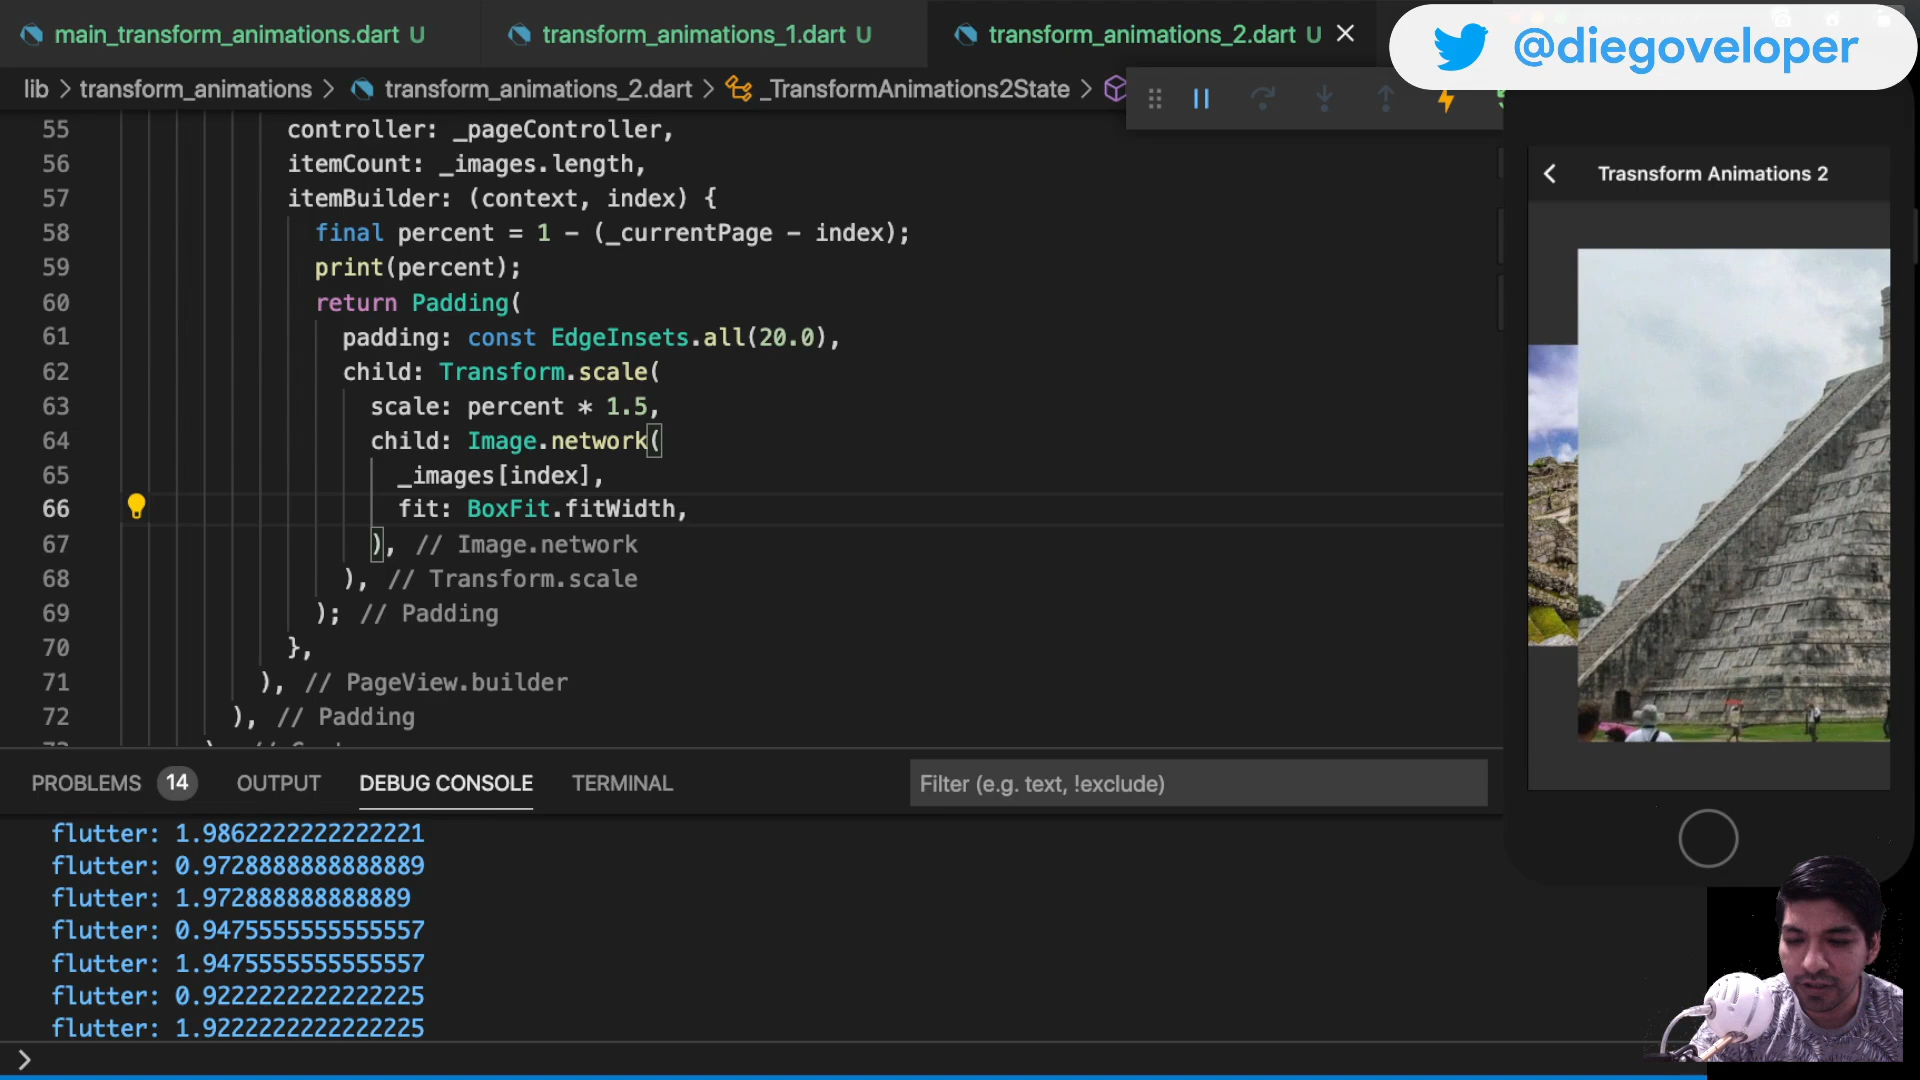 main_transform_animations.dart U
transform_animations_1.dart U
transform_animations_2.dart U
@diegoveloper
lib > transform_animations > transform_animations_2.dart > _TransformAnimations2State >
55 controller: _pageController,
56 itemCount: _images.length,
57 itemBuilder: (context, index) {
58 final percent = 1 - (_currentPage - index);
59 print(percent);
60 return Padding(
61 padding: const EdgeInsets.all(20.0),
62 child: Transform.scale(
63 scale: percent * 1.5,
64 child: Image.network(
65 _images[index],
66 fit: BoxFit.fitWidth,
67 ), // Image.network
68 ), // Transform.scale
69 ); // Padding
70 },
71 ), // PageView.builder
72 ), // Padding
Trasnsform Animations 2
PROBLEMS 14 OUTPUT DEBUG CONSOLE TERMINAL Filter (e.g. text, !exclude)
flutter: 1.9862222222222221
flutter: 0.9728888888888889
flutter: 1.972888888888889
flutter: 0.9475555555555557
flutter: 1.9475555555555557
flutter: 0.9222222222222225
flutter: 1.9222222222222225
>